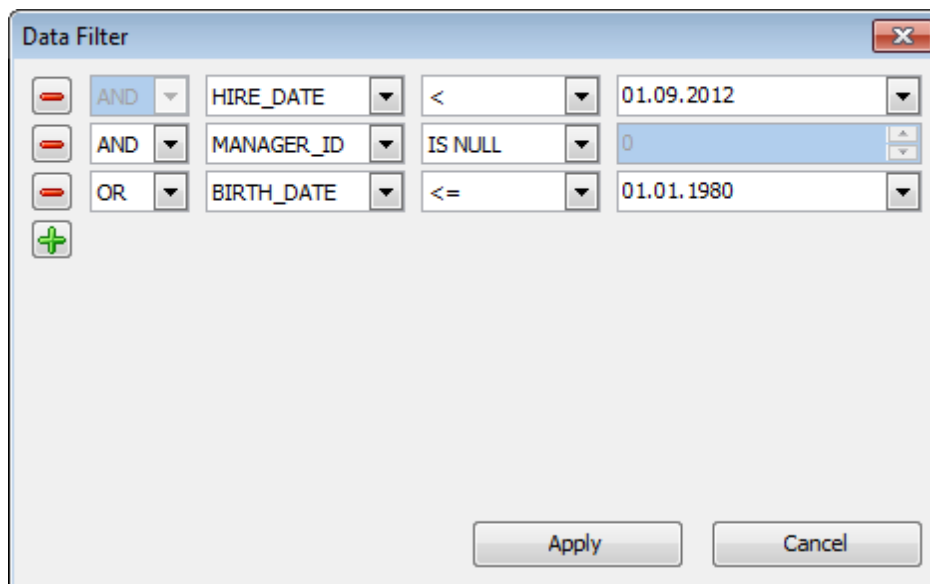 Data Filter
AND HIRE_DATE < 01.09.2012
AND MANAGER_ID IS NULL 0
OR BIRTH_DATE <= 01.01.1980
Apply Cancel